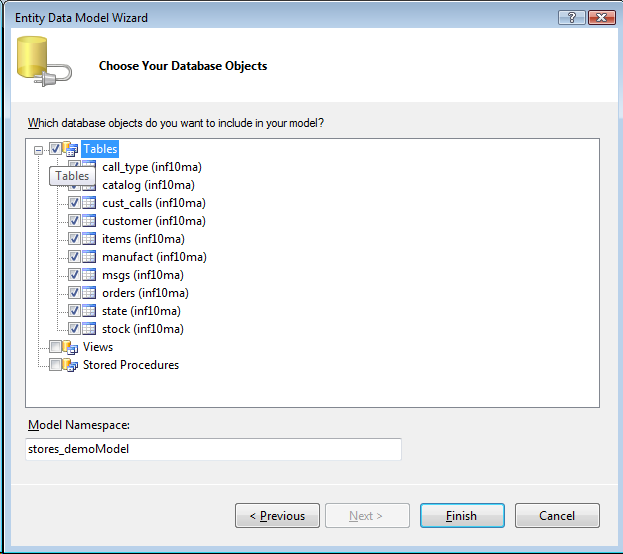 Entity Data Model Wizard
Choose Your Database Objects
Which database objects do you want to include in your model?
Tables
call_type (inf10ma)
Tables
catalog (inf10ma)
cust_calls (inf10ma)
customer (inf10ma)
items (inf10ma)
manufact (inf10ma)
msgs (inf10ma)
orders (inf10ma)
state (inf10ma)
stock (inf10ma)
Views
Stored Procedures
Model Namespace:
stores_demoModel
< Previous Next > Finish Cancel